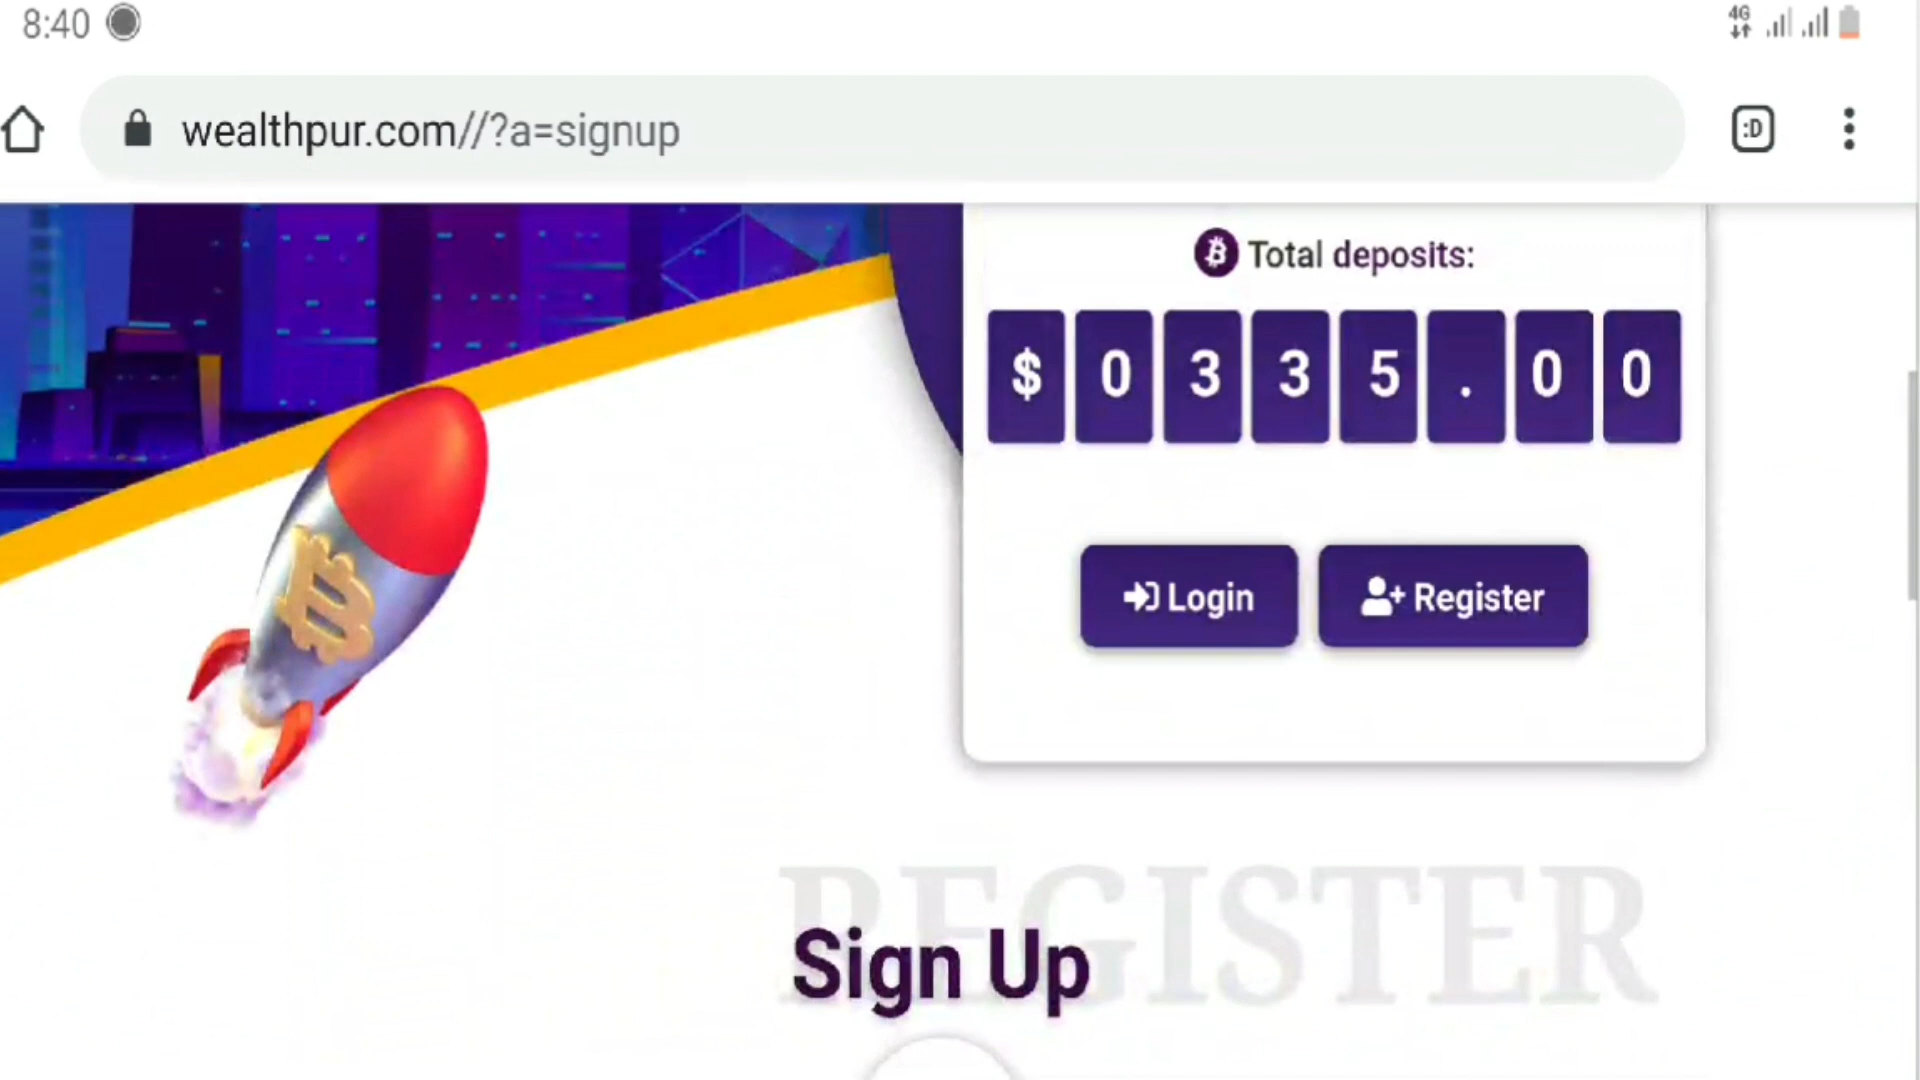 8:40
4G
wealthpur.com//?a=signup
:D
Total deposits:
$ 0 3 3 5 . 0 0
Login
Register
REGISTER
Sign Up